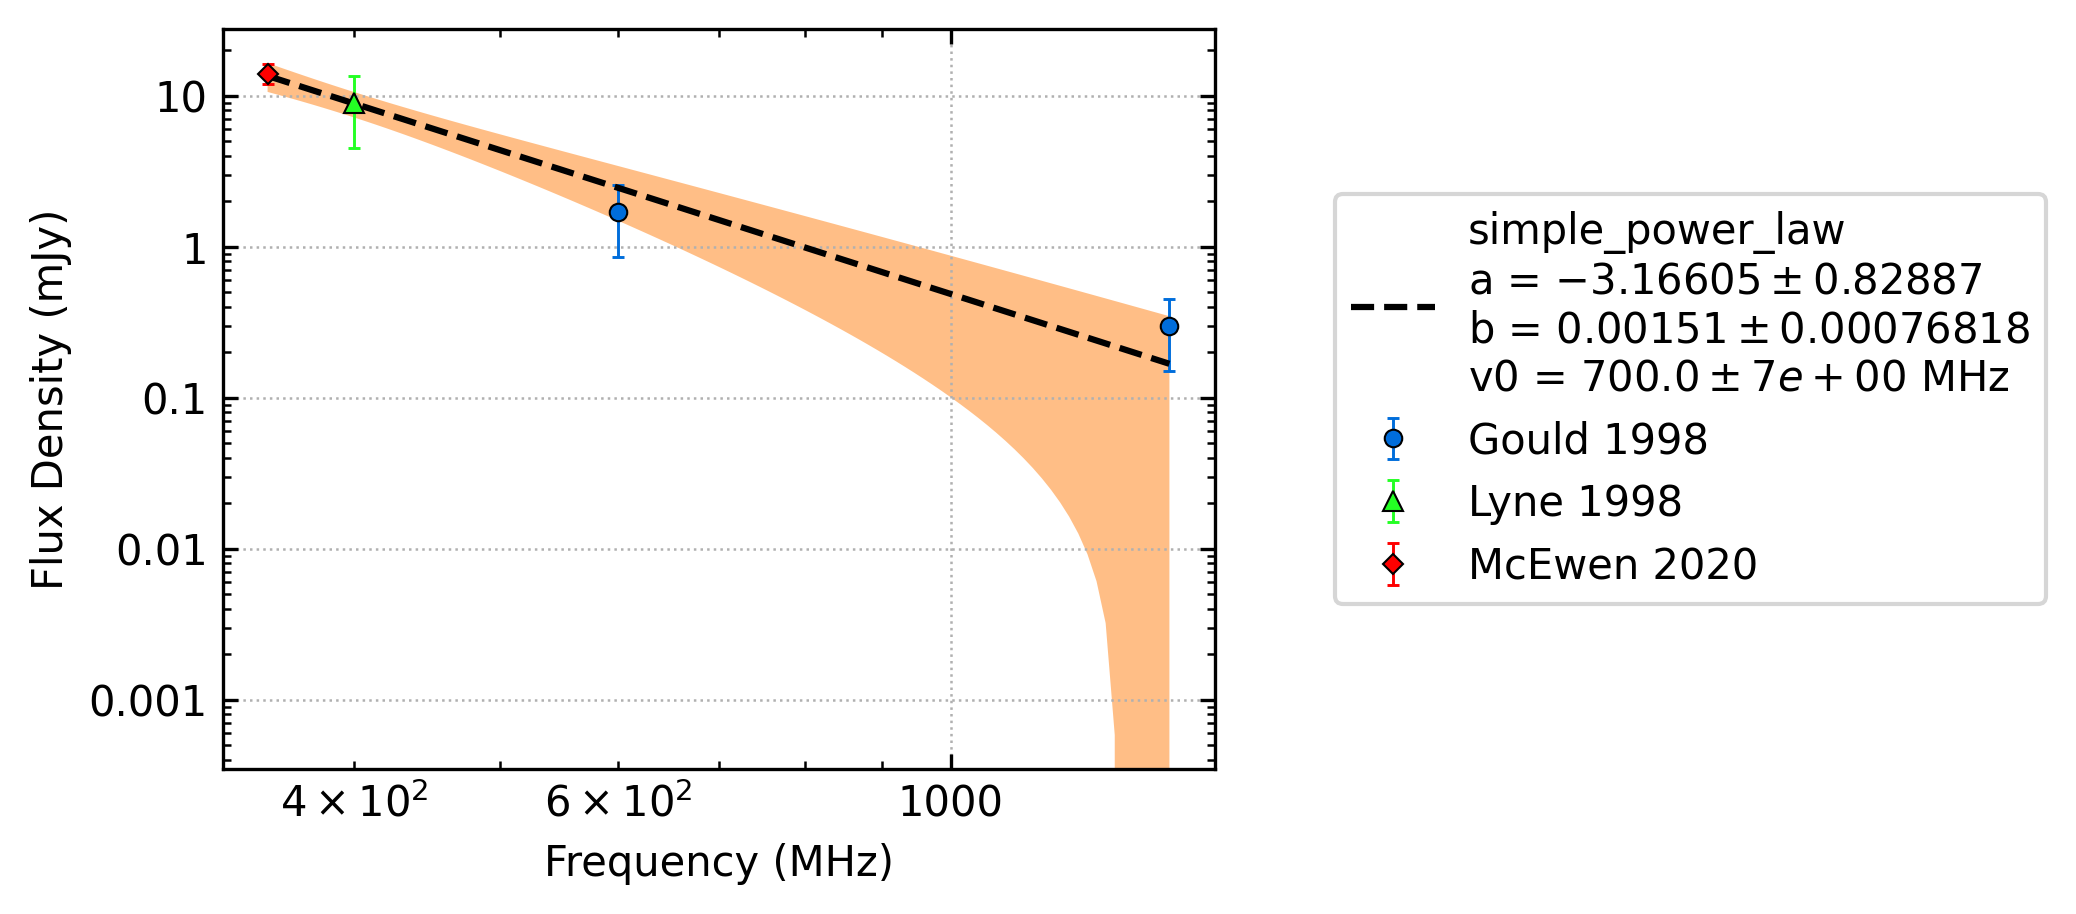 10
1
0.1
0.01
0.001
Flux Density (mJy)
4 × 10²
6 × 10²
1000
Frequency (MHz)
simple_power_law
a = −3.16605 ± 0.82887
b = 0.00151 ± 0.00076818
v0 = 700.0 ± 7e + 00 MHz
Gould 1998
Lyne 1998
McEwen 2020